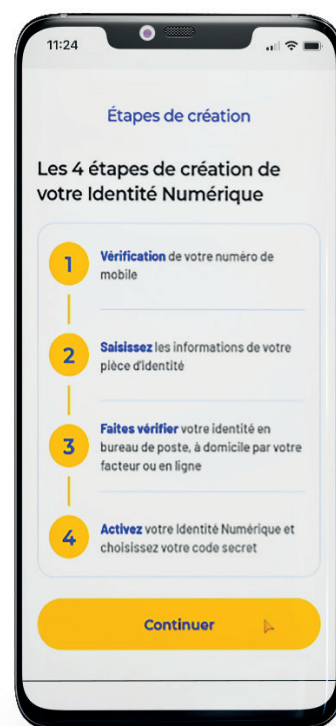 11:24
Étapes de création
Les 4 étapes de création de
votre Identité Numérique
1
Vérification de votre numéro de
mobile
2
Saisissez les informations de votre
pièce d'identité
3
Faites vérifier votre identité en
bureau de poste, à domicile par votre
facteur ou en ligne
4
Activez votre Identité Numérique et
choisissez votre code secret
Continuer